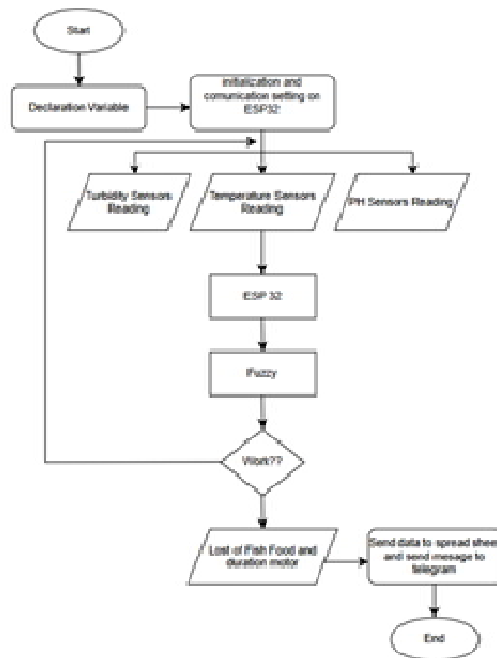 Start
Declaration Variable
initialization and
comunication setting on
ESP32
Turbidity Sensors
Reading
Temperature Sensors
Reading
PH Sensors Reading
ESP 32
Fuzzy
Work??
Lost of Fish Food and
duration motor
Send data to spread sheet
and send mesage to
telegram
End